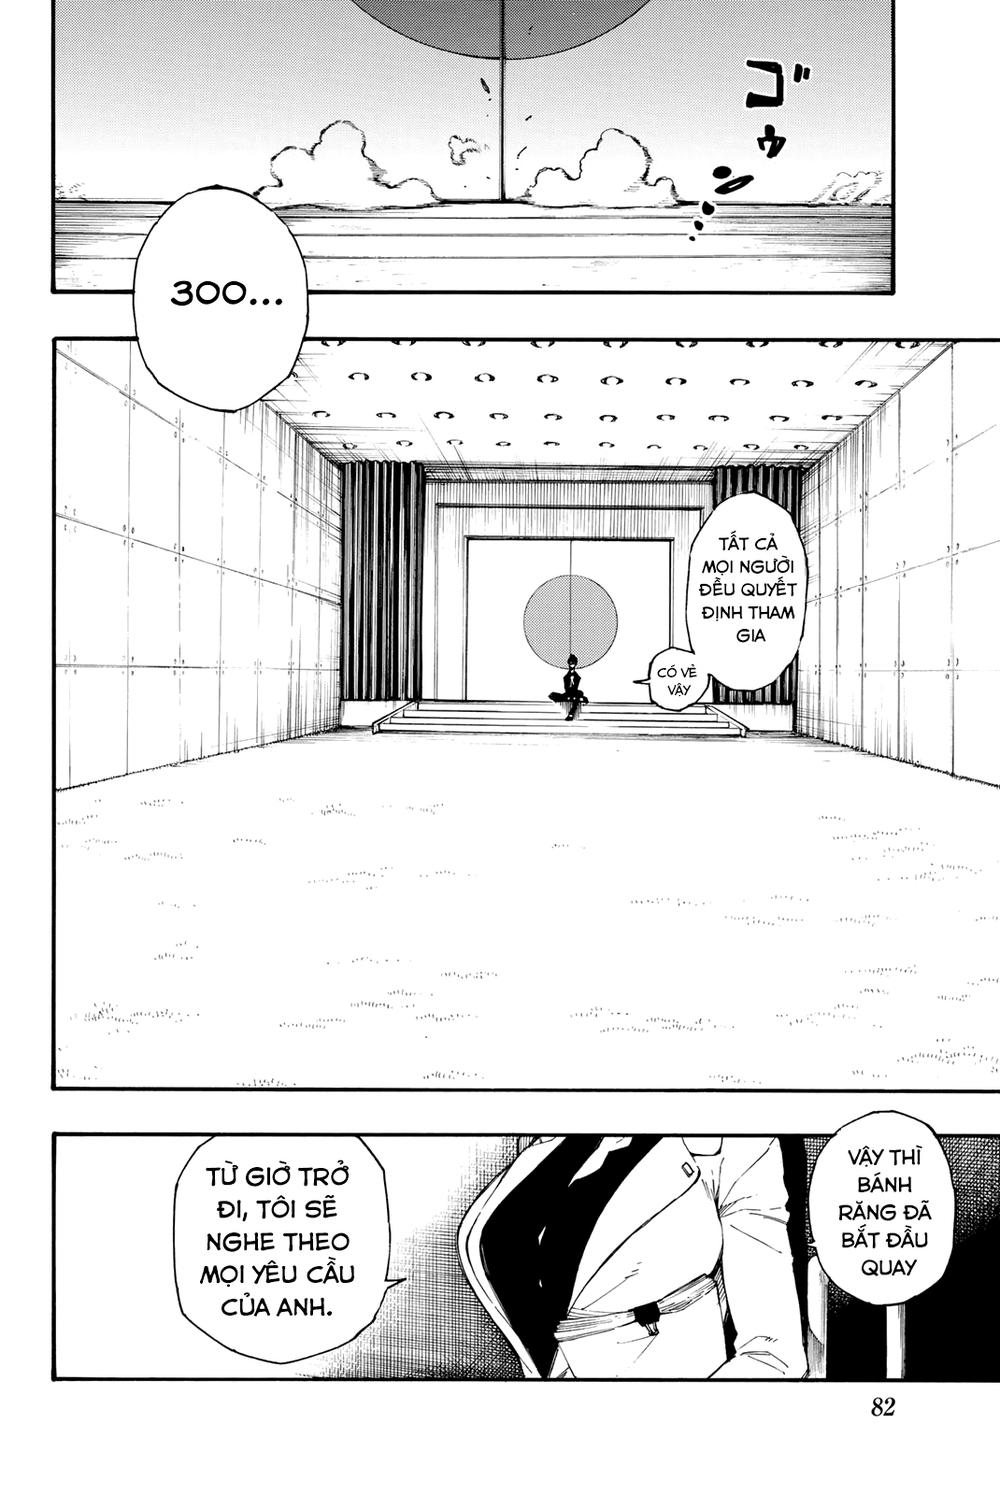 ゴゥ
300...
TẤT CẢ
MỌI NGƯỜI
ĐỀU QUYẾT
ĐỊNH THAM
GIA
CÓ VẺ
VẬY
VẬY THÌ
BÁNH
RĂNG ĐÃ
BẮT ĐẦU
QUAY
TỪ GIỜ TRỞ
ĐI, TÔI SẼ
NGHE THEO
MỌI YÊU CẦU
CỦA ANH.
82